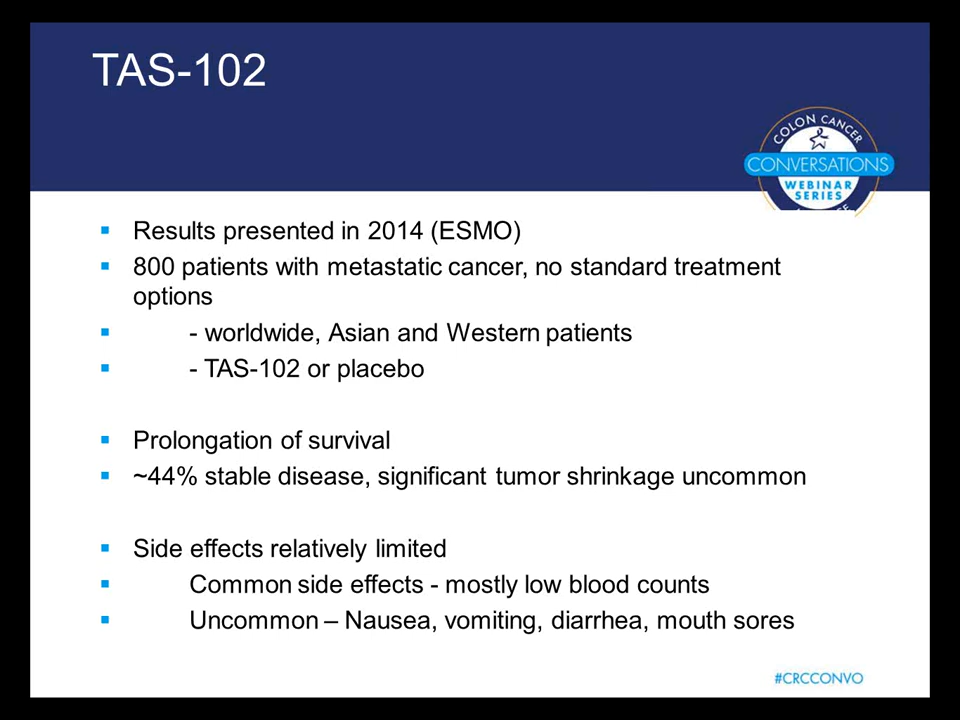 TAS-102
COLON CANCER
CONVERSATIONS
WEBINAR
SERIES
▪ Results presented in 2014 (ESMO)
▪ 800 patients with metastatic cancer, no standard treatment
options
▪ - worldwide, Asian and Western patients
▪ - TAS-102 or placebo
▪ Prolongation of survival
▪ ~44% stable disease, significant tumor shrinkage uncommon
▪ Side effects relatively limited
▪ Common side effects - mostly low blood counts
▪ Uncommon – Nausea, vomiting, diarrhea, mouth sores
#CRCCONVO